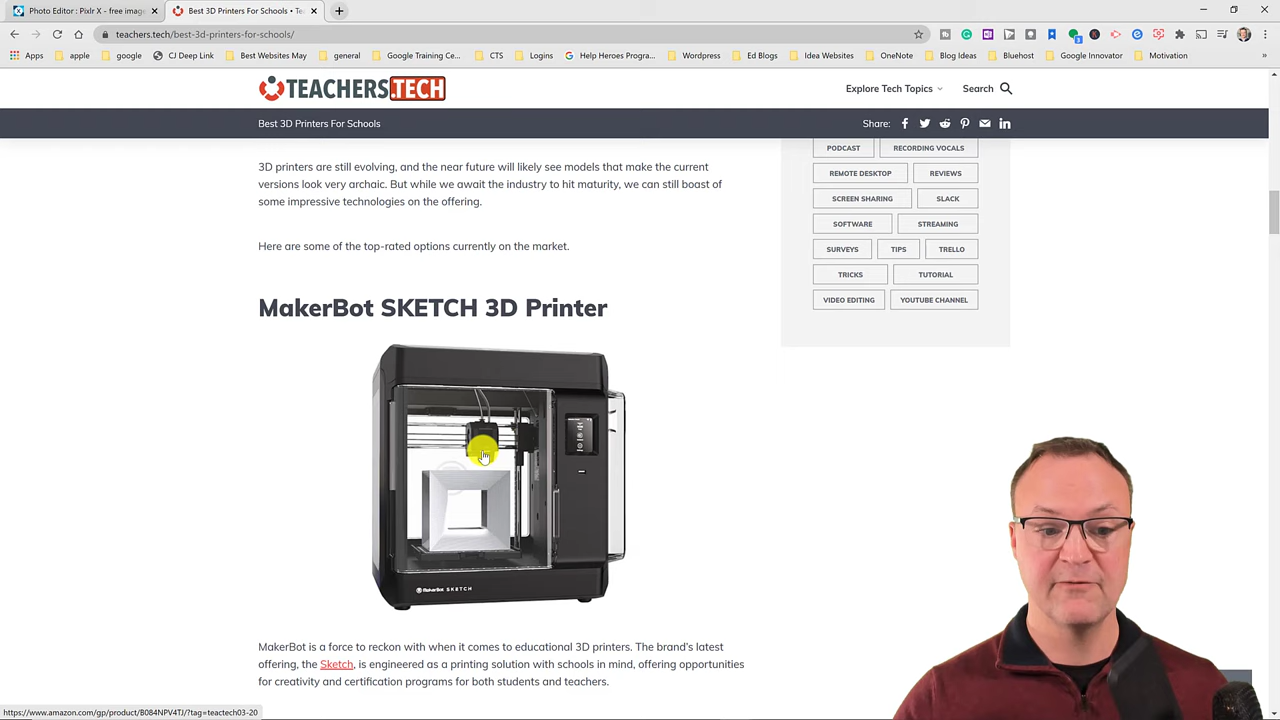 Photo Editor : Pixlr X - free imag
Best 3D Printers For Schools • Te
teachers.tech/best-3d-printers-for-schools/
Apps
apple
google
CJ Deep Link
Best Websites May
general
Google Training Ce...
CTS
Logins
Help Heroes Progra...
Wordpress
Ed Blogs
Idea Websites
OneNote
Blog Ideas
Bluehost
Google Innovator
Motivation
TEACHERS.TECH
Explore Tech Topics
Search
Best 3D Printers For Schools
Share:
3D printers are still evolving, and the near future will likely see models that make the current
versions look very archaic. But while we await the industry to hit maturity, we can still boast of
some impressive technologies on the offering.
Here are some of the top-rated options currently on the market.
MakerBot SKETCH 3D Printer
MakerBot SKETCH
MakerBot is a force to reckon with when it comes to educational 3D printers. The brand's latest
offering, the Sketch, is engineered as a printing solution with schools in mind, offering opportunities
for creativity and certification programs for both students and teachers.
PODCAST
RECORDING VOCALS
REMOTE DESKTOP
REVIEWS
SCREEN SHARING
SLACK
SOFTWARE
STREAMING
SURVEYS
TIPS
TRELLO
TRICKS
TUTORIAL
VIDEO EDITING
YOUTUBE CHANNEL
https://www.amazon.com/gp/product/B084NPV4TJ/?tag=teactech03-20